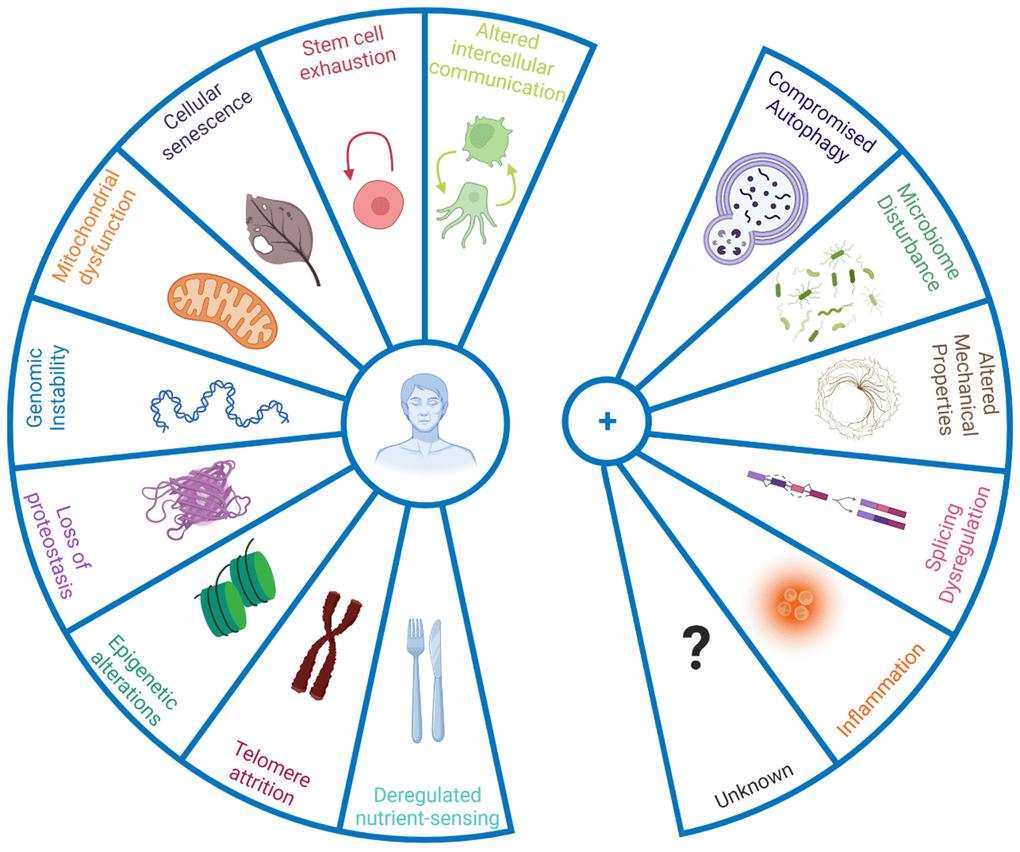 Altered
intercellular
communication
Stem cell
exhaustion
Cellular
senescence
Mitochondrial
dysfunction
Genomic
Instability
Loss of
proteostasis
Epigenetic
alterations
Telomere
attrition
Deregulated
nutrient-sensing
Compromised
Autophagy
Microbiome
Disturbance
Altered
Mechanical
Properties
Splicing
Dysregulation
Inflammation
Unknown
?
+